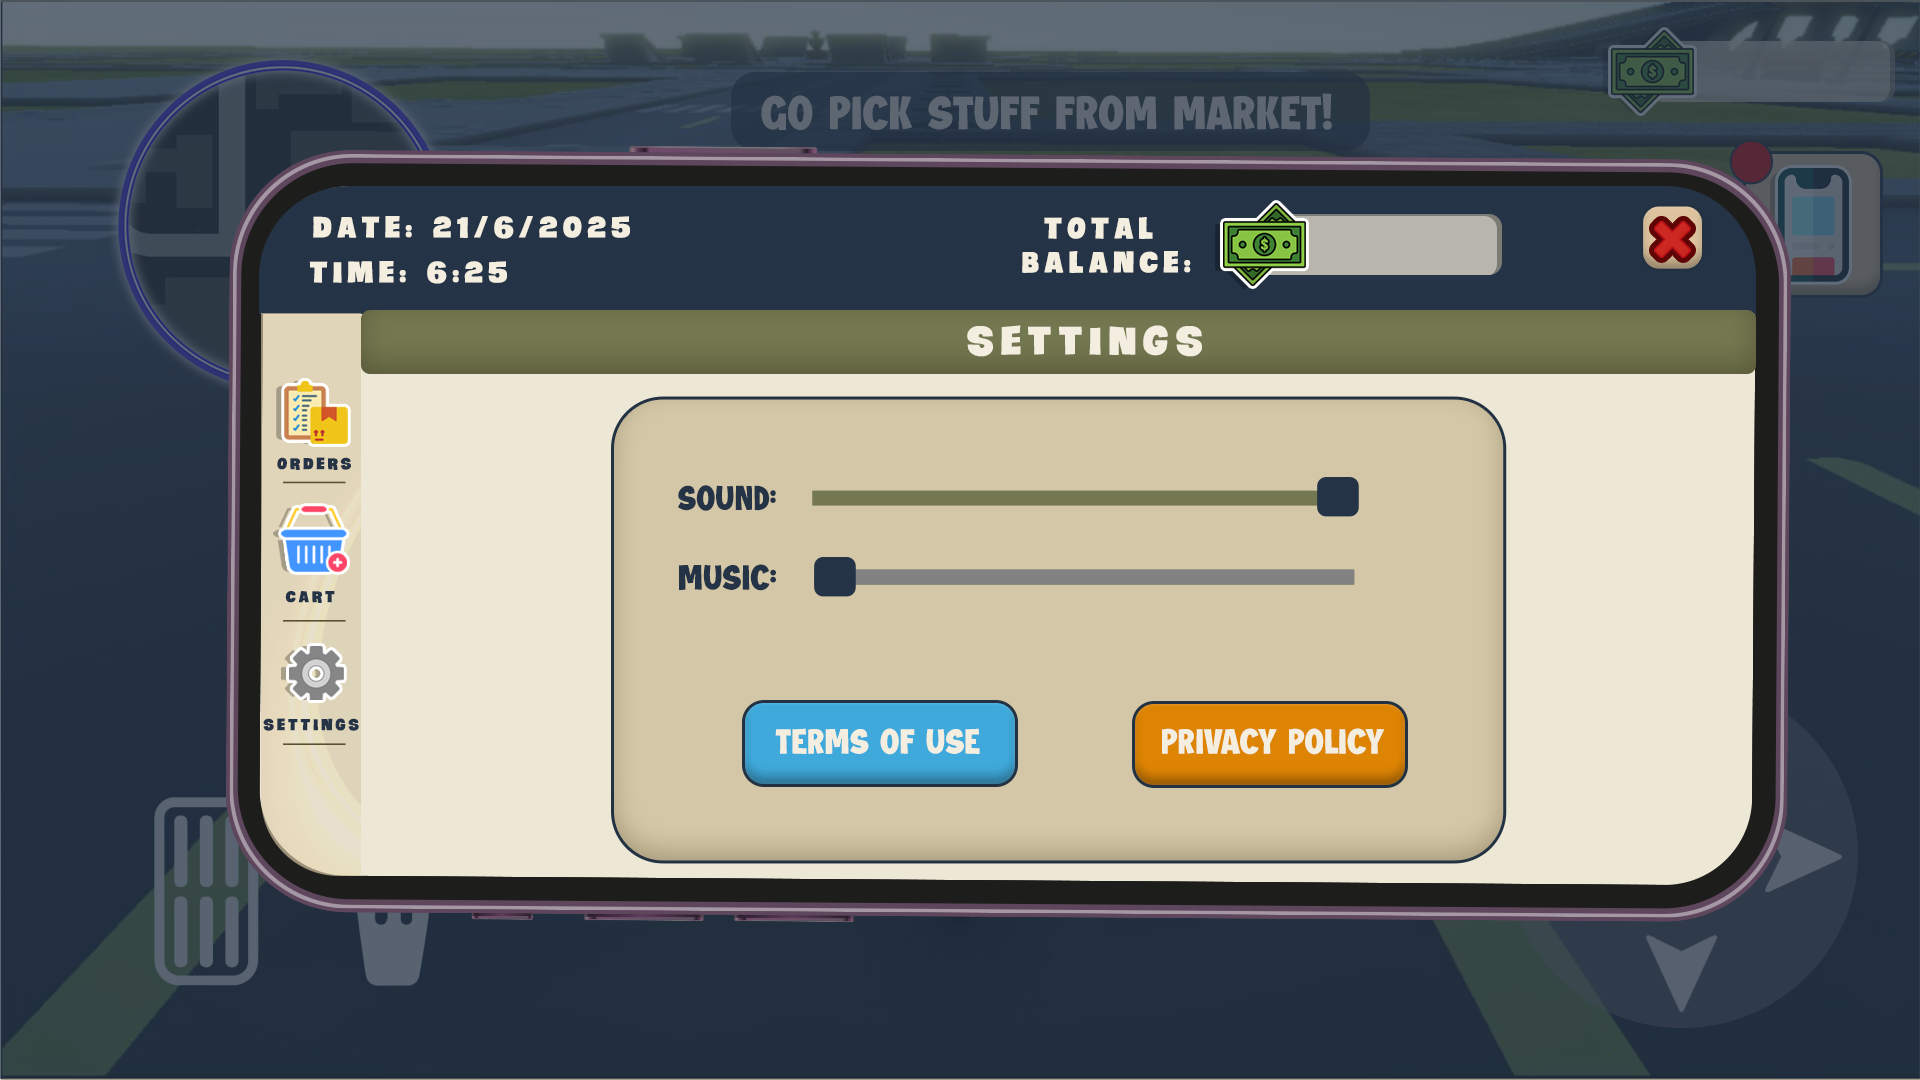 GO PICK STUFF FROM MARKET!
DATE: 21/6/2025
TIME: 6:25
TOTAL
BALANCE:
SETTINGS
ORDERS
CART
SETTINGS
SOUND:
MUSIC:
TERMS OF USE
PRIVACY POLICY